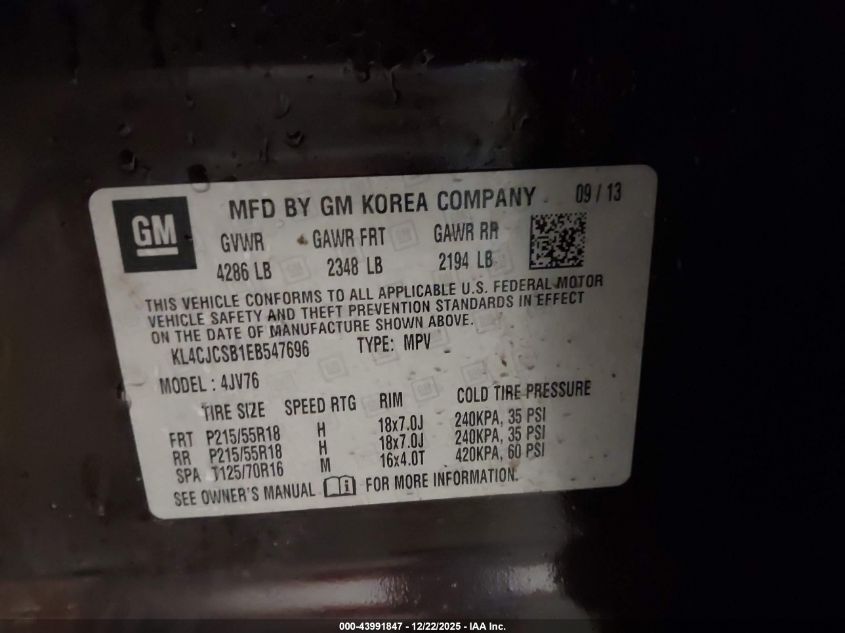 GM
MFD BY GM KOREA COMPANY 09 / 13
GVWR GAWR FRT GAWR RR
4286 LB 2348 LB 2194 LB
THIS VEHICLE CONFORMS TO ALL APPLICABLE U.S. FEDERAL MOTOR
VEHICLE SAFETY AND THEFT PREVENTION STANDARDS IN EFFECT
ON THE DATE OF MANUFACTURE SHOWN ABOVE.
KL4CJCSB1EB547696 TYPE: MPV
MODEL : 4JV76
TIRE SIZE SPEED RTG RIM COLD TIRE PRESSURE
FRT P215/55R18 H 18x7.0J 240KPA, 35 PSI
RR P215/55R18 H 18x7.0J 240KPA, 35 PSI
SPA T125/70R16 M 16x4.0T 420KPA, 60 PSI
SEE OWNER'S MANUAL i FOR MORE INFORMATION.
000-43991847 - 12/22/2025 - IAA Inc.